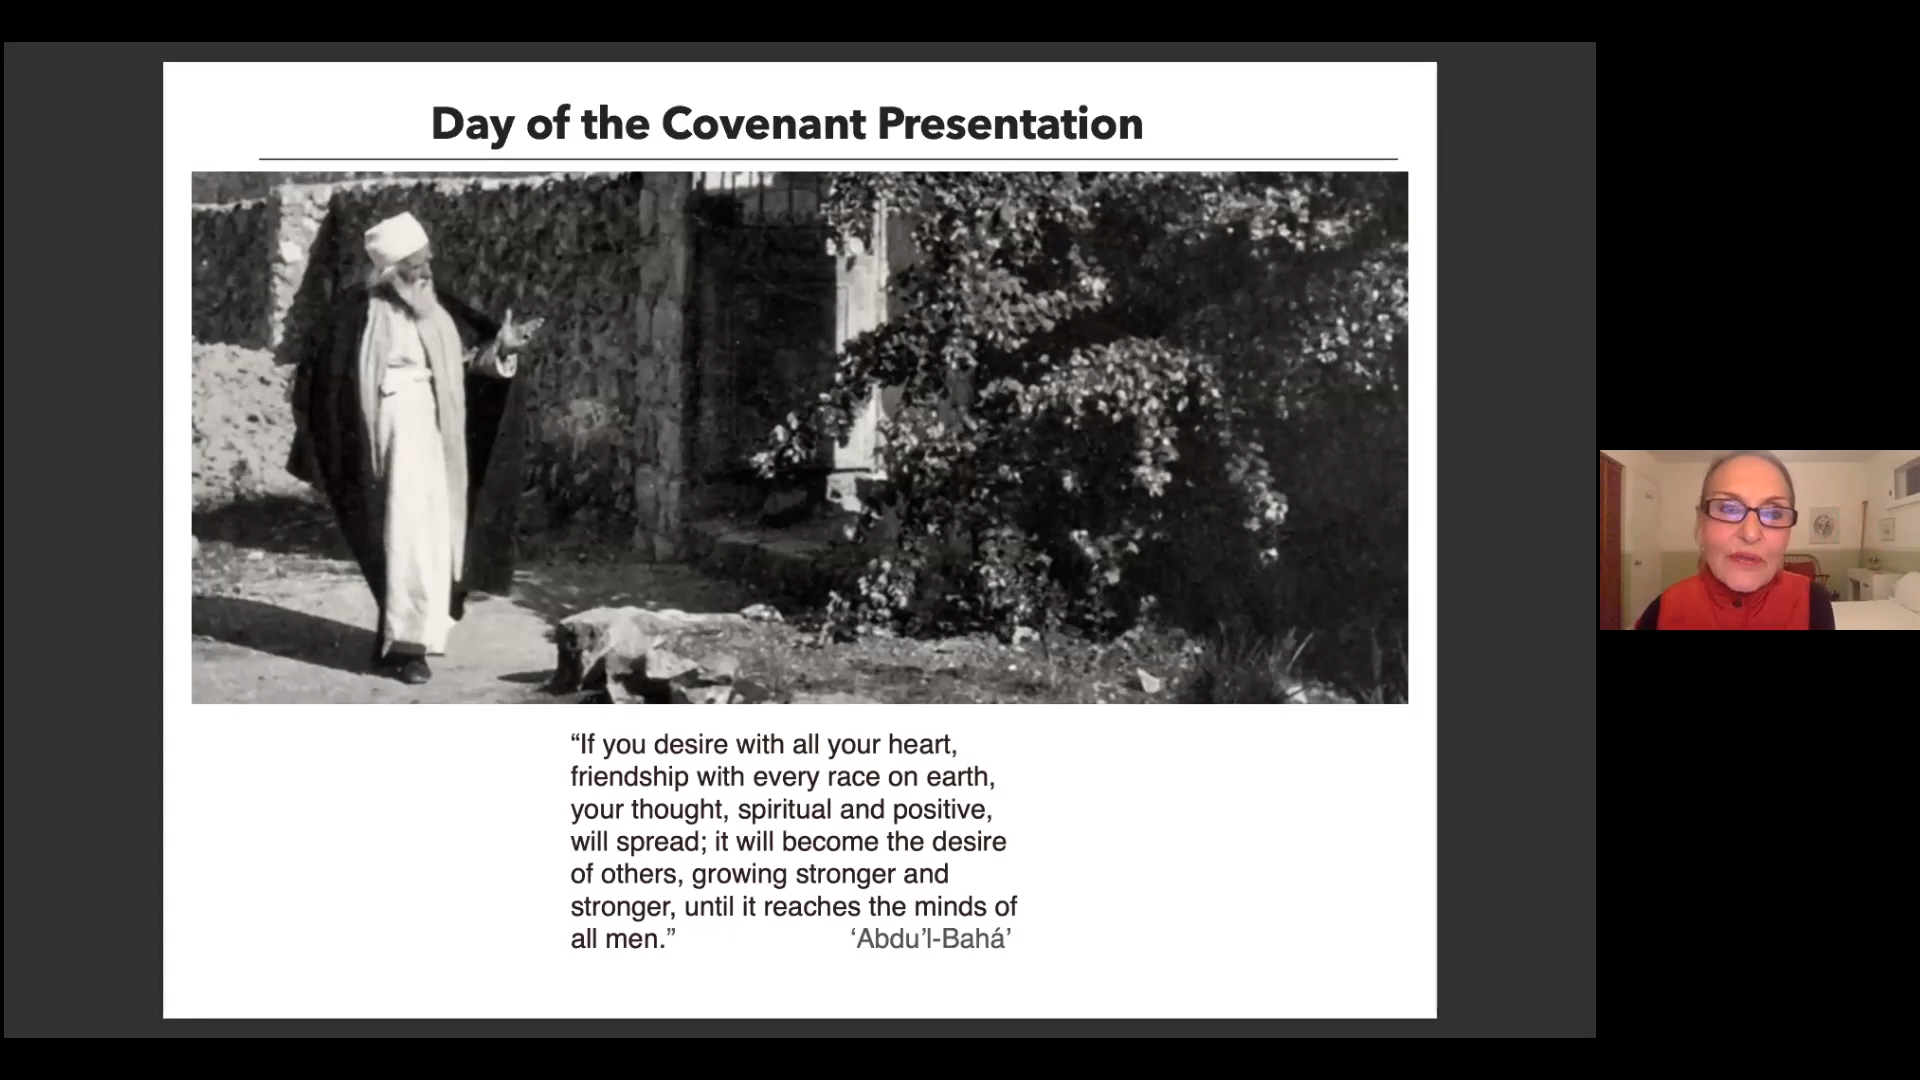 Day of the Covenant Presentation
“If you desire with all your heart,
friendship with every race on earth,
your thought, spiritual and positive,
will spread; it will become the desire
of others, growing stronger and
stronger, until it reaches the minds of
all men.” ‘Abdu’l-Bahá’